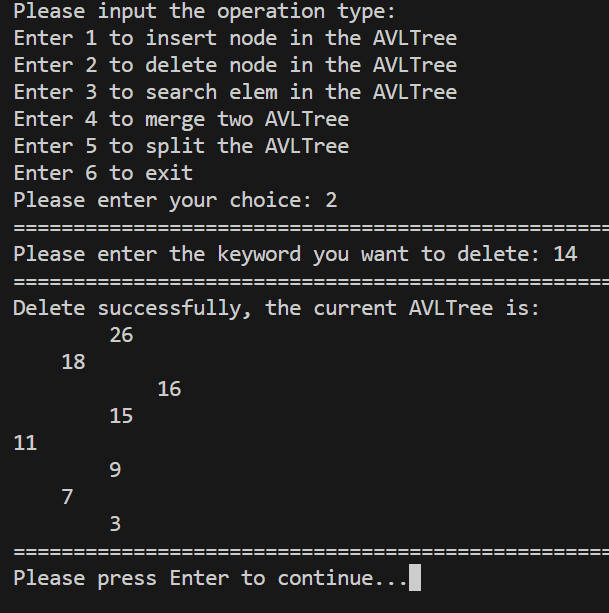 Please input the operation type:
Enter 1 to insert node in the AVLTree
Enter 2 to delete node in the AVLTree
Enter 3 to search elem in the AVLTree
Enter 4 to merge two AVLTree
Enter 5 to split the AVLTree
Enter 6 to exit
Please enter your choice: 2
==================================================
Please enter the keyword you want to delete: 14
==================================================
Delete successfully, the current AVLTree is:
        26
    18
            16
        15
11
        9
    7
        3
==================================================
Please press Enter to continue...